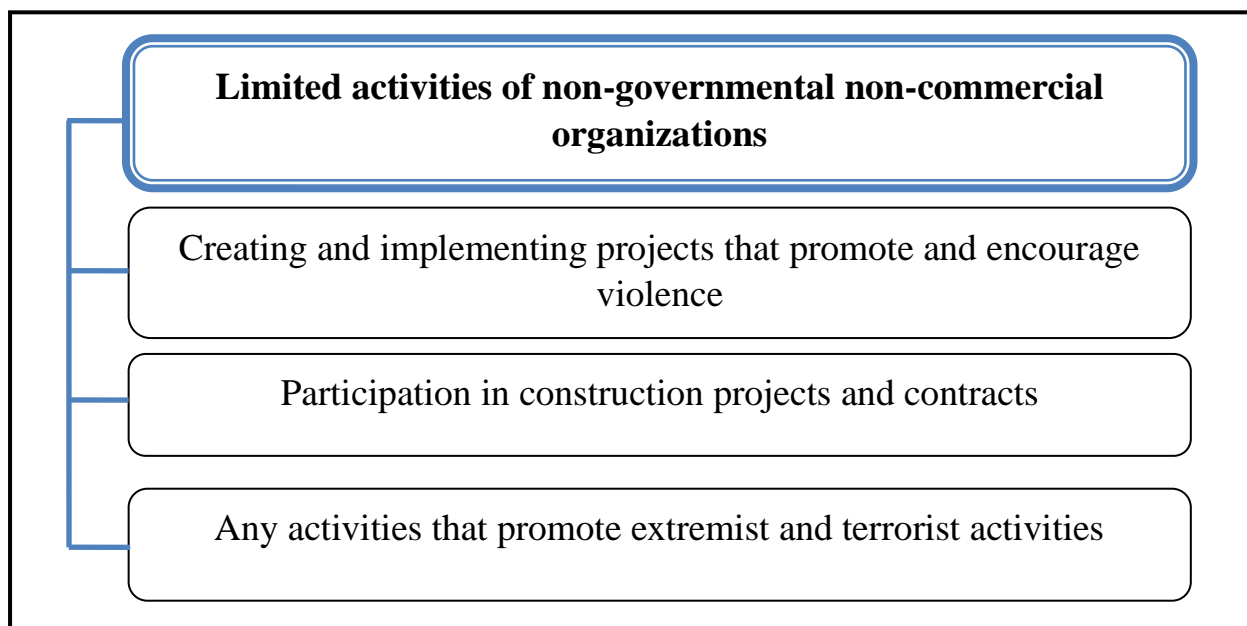 Limited activities of non-governmental non-commercial
organizations
Creating and implementing projects that promote and encourage
violence
Participation in construction projects and contracts
Any activities that promote extremist and terrorist activities